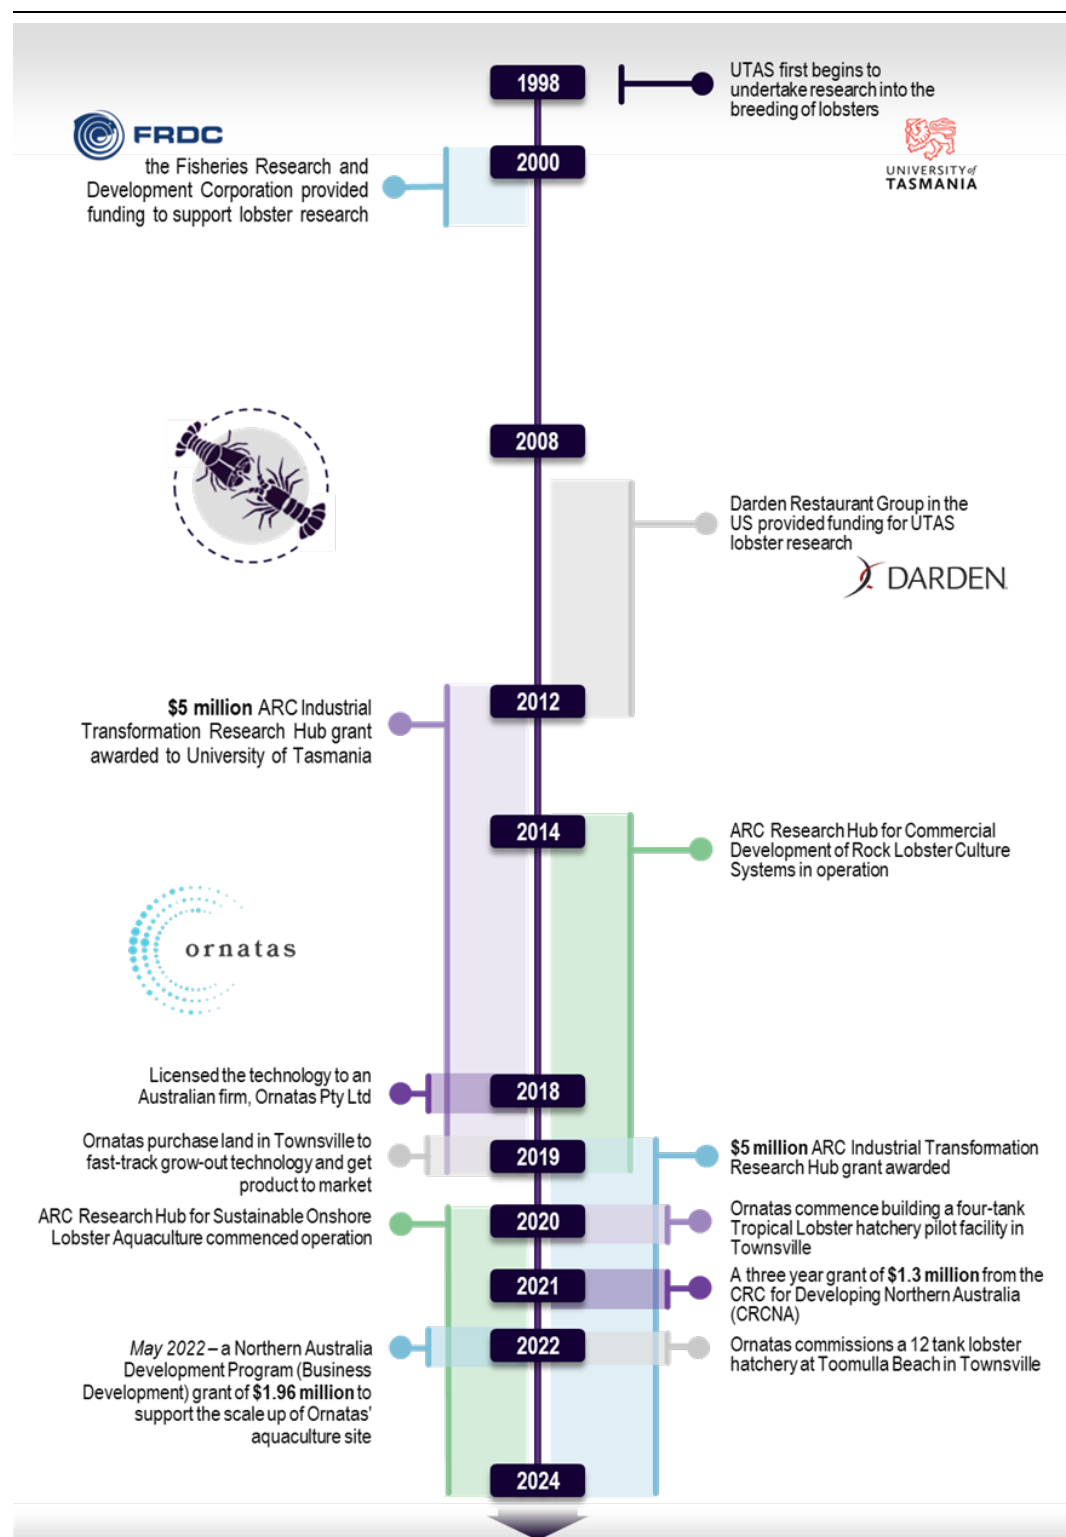 1998
UTAS first begins to
undertake research into the
breeding of lobsters
FRDC
UNIVERSITY of
TASMANIA
2000
the Fisheries Research and
Development Corporation provided
funding to support lobster research
2008
Darden Restaurant Group in the
US provided funding for UTAS
lobster research
DARDEN
2012
$5 million ARC Industrial
Transformation Research Hub grant
awarded to University of Tasmania
2014
ARC Research Hub for Commercial
Development of Rock Lobster Culture
Systems in operation
ornatas
2018
Licensed the technology to an
Australian firm, Ornatas Pty Ltd
2019
Ornatas purchase land in Townsville to
fast-track grow-out technology and get
product to market
$5 million ARC Industrial Transformation
Research Hub grant awarded
2020
ARC Research Hub for Sustainable Onshore
Lobster Aquaculture commenced operation
Ornatas commence building a four-tank
Tropical Lobster hatchery pilot facility in
Townsville
2021
A three year grant of $1.3 million from the
CRC for Developing Northern Australia
(CRCNA)
2022
May 2022 – a Northern Australia
Development Program (Business
Development) grant of $1.96 million to
support the scale up of Ornatas'
aquaculture site
Ornatas commissions a 12 tank lobster
hatchery at Toomulla Beach in Townsville
2024